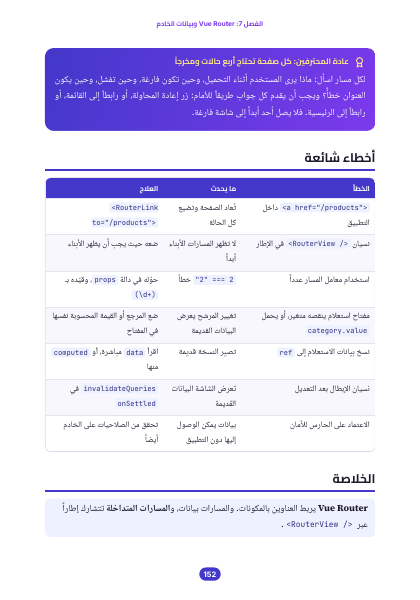 الفصل 7: Vue Router وبيانات الخادم
عادة المحترفين: كل صفحة تحتاج أربع حالات ومخرجاً
لكل مسار اسأل: ماذا يرى المستخدم أثناء التحميل، وحين تكون فارغة، وحين تفشل، وحين يكون
العنوان خطأً؟ ويجب أن يقدم كل جواب طريقاً للأمام: زر إعادة المحاولة، أو رابطاً إلى القائمة، أو
رابطاً إلى الرئيسية. فلا يصل أحد أبداً إلى شاشة فارغة.
أخطاء شائعة
الخطأ ما يحدث العلاج
<a href="/products"> داخل تُعاد الصفحة وتضيع <RouterLink
التطبيق كل الحالة to="/products">
نسيان <RouterView /> في الإطار لا تظهر المسارات الأبناء ضعه حيث يجب أن يظهر الأبناء
أبداً
استخدام معامل المسار عدداً "2" === 2 خطأ حوّله في دالة props، وقيّده بـ
(\d+)
مفتاح استعلام ينقصه متغير، أو يحمل تغيير المرشح يعرض ضع المرجع أو القيمة المحسوبة نفسها
category.value البيانات القديمة في المفتاح
نسخ بيانات الاستعلام إلى ref تصير النسخة قديمة اقرأ data مباشرة، أو computed
منها
نسيان الإبطال بعد التعديل تعرض الشاشة البيانات invalidateQueries في
القديمة onSettled
الاعتماد على الحارس للأمان بيانات يمكن الوصول تحقق من الصلاحيات على الخادم
إليها دون التطبيق أيضاً
الخلاصة
Vue Router يربط العناوين بالمكونات. والمسارات بيانات، والمسارات المتداخلة تتشارك إطاراً
عبر <RouterView /> .
152